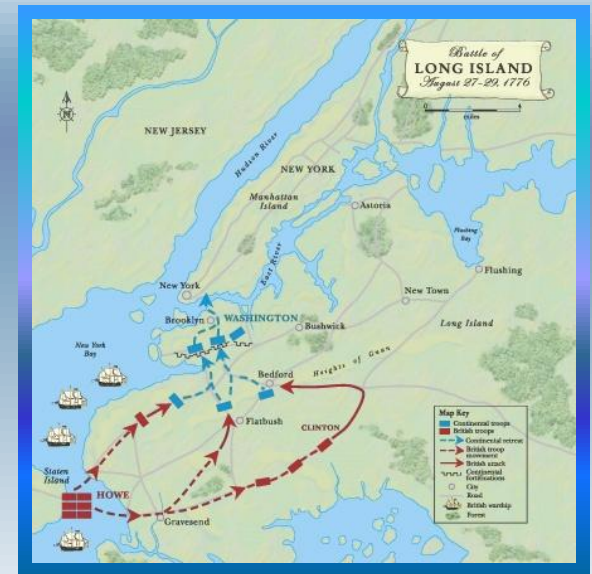 Battle of
LONG ISLAND
August 27-29, 1776
miles
N
NEW JERSEY
Hudson River
NEW YORK
Manhattan
Island
Astoria
Flushing
Bay
East River
Flushing
New York
New Town
Brooklyn
WASHINGTON
Bushwick
Long Island
New York
Bay
Heights of Guan
Bedford
Flatbush
CLINTON
Staten
Island
HOWE
Gravesend
Map Key
Continental troops
British troops
Continental retreat
British troop
movement
British attack
Continental
fortifications
City
Road
British warship
Forest